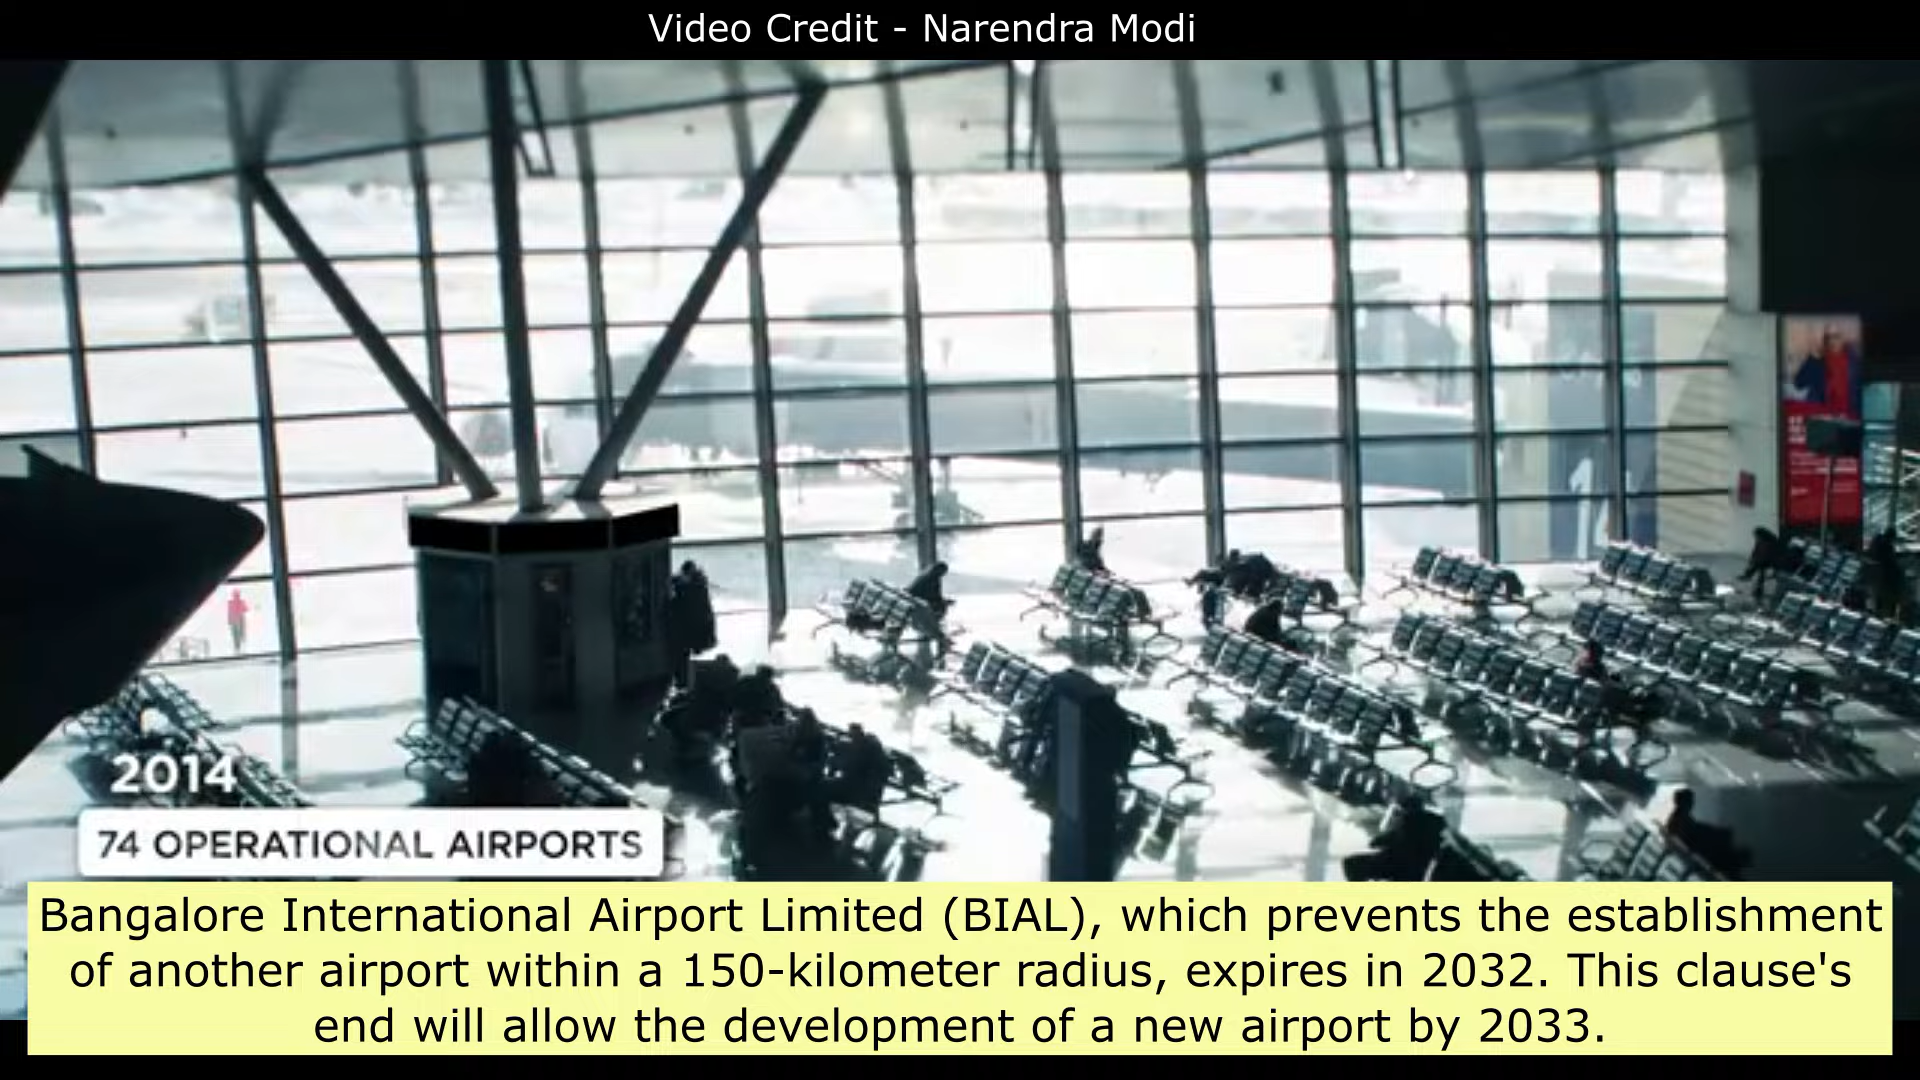 Video Credit - Narendra Modi
2014
74 OPERATIONAL AIRPORTS
Bangalore International Airport Limited (BIAL), which prevents the establishment
of another airport within a 150-kilometer radius, expires in 2032. This clause's
end will allow the development of a new airport by 2033.